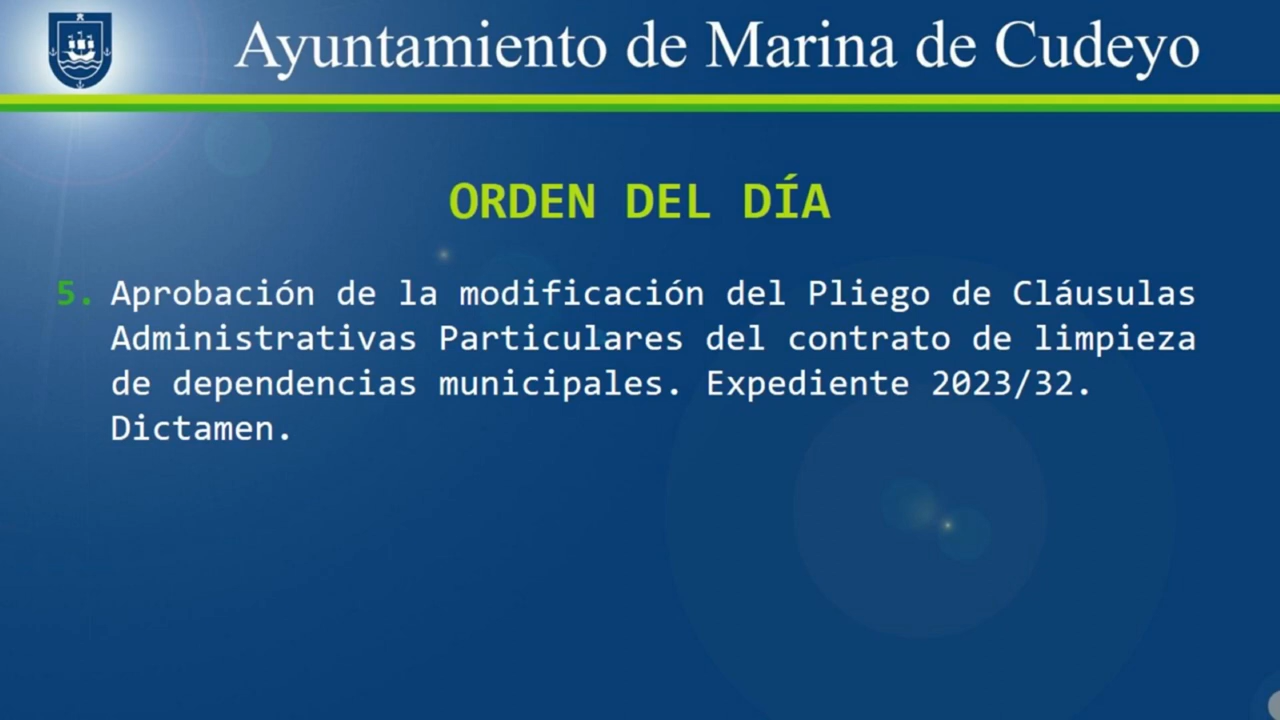 Ayuntamiento de Marina de Cudeyo
ORDEN DEL DÍA
5. Aprobación de la modificación del Pliego de Cláusulas
Administrativas Particulares del contrato de limpieza
de dependencias municipales. Expediente 2023/32.
Dictamen.